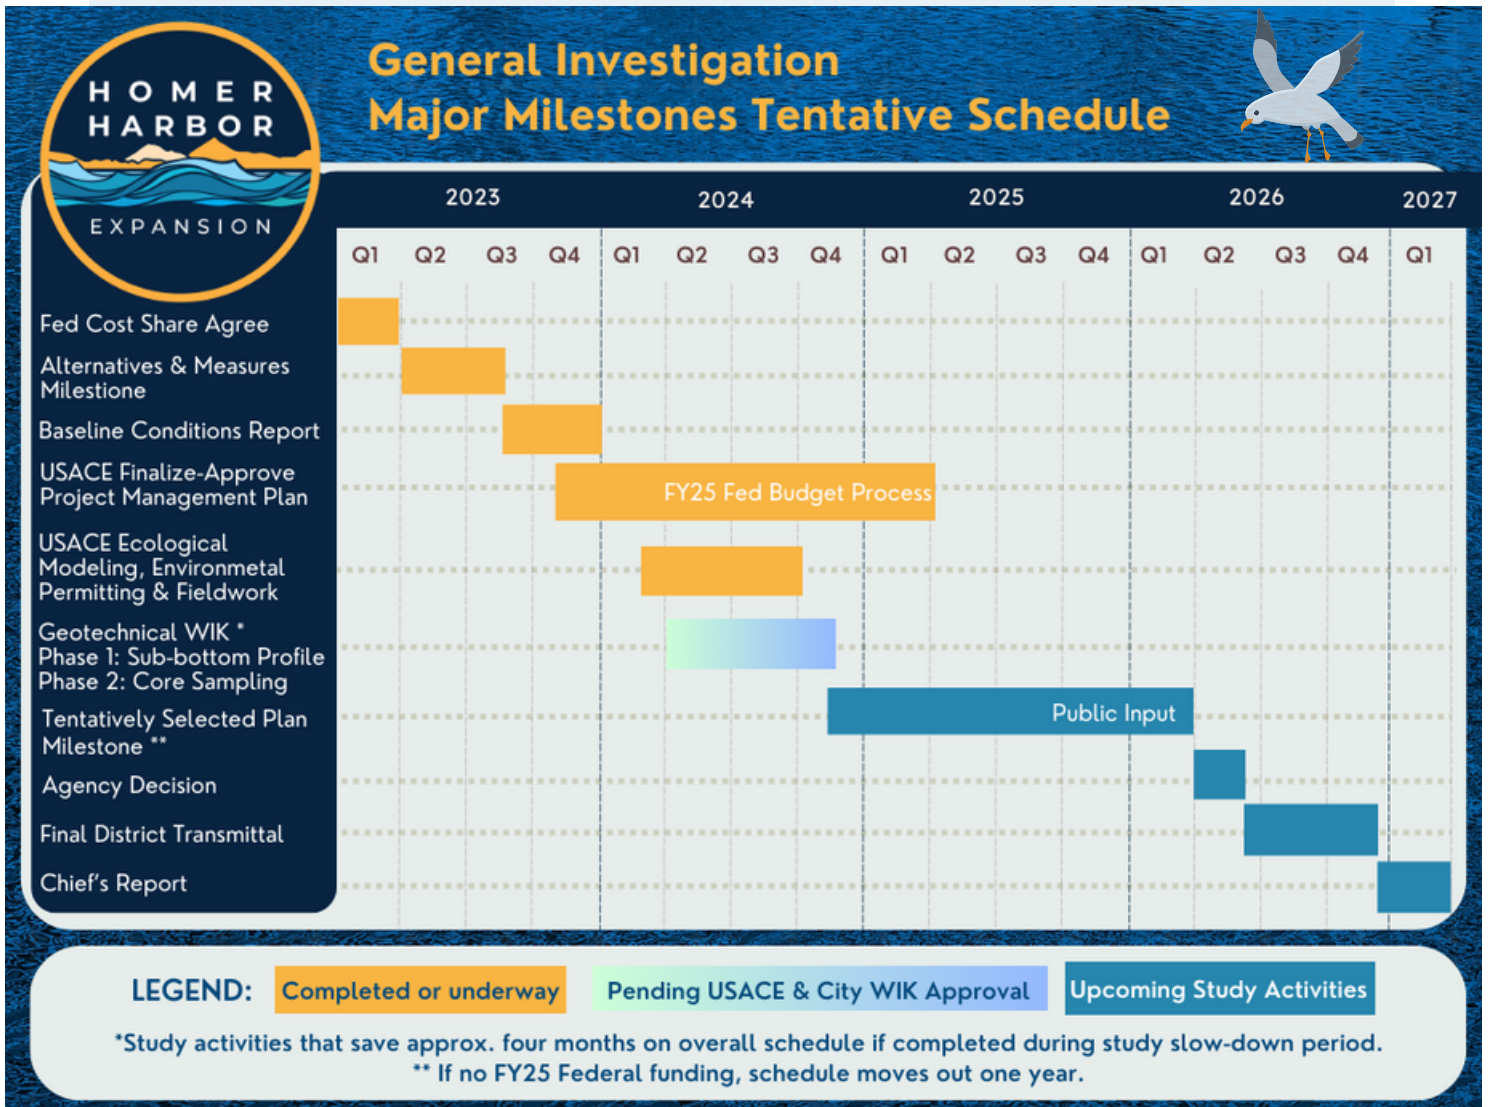 HOMER
HARBOR
EXPANSION
General Investigation
Major Milestones Tentative Schedule
2023 2024 2025 2026 2027
Q1 Q2 Q3 Q4 Q1 Q2 Q3 Q4 Q1 Q2 Q3 Q4 Q1 Q2 Q3 Q4 Q1
Fed Cost Share Agree
Alternatives & Measures
Milestione
Baseline Conditions Report
USACE Finalize-Approve
Project Management Plan
FY25 Fed Budget Process
USACE Ecological
Modeling, Environmetal
Permitting & Fieldwork
Geotechnical WIK *
Phase 1: Sub-bottom Profile
Phase 2: Core Sampling
Tentatively Selected Plan
Milestone **
Public Input
Agency Decision
Final District Transmittal
Chief's Report
LEGEND: Completed or underway Pending USACE & City WIK Approval Upcoming Study Activities
*Study activities that save approx. four months on overall schedule if completed during study slow-down period.
** If no FY25 Federal funding, schedule moves out one year.